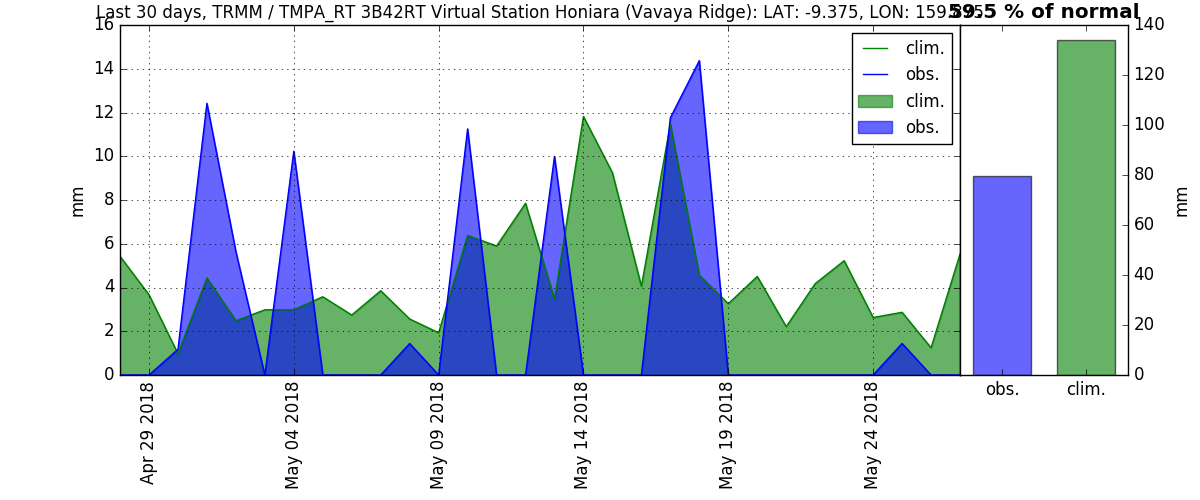 Last 30 days, TRMM / TMPA_RT 3B42RT Virtual Station Honiara (Vavaya Ridge): LAT: -9.375, LON:
59.5 % of normal
16
14
12
10
8
6
4
2
0
mm
clim.
obs.
clim.
obs.
Apr 29 2018
May 04 2018
May 09 2018
May 14 2018
May 19 2018
May 24 2018
140
120
100
80
60
40
20
0
mm
obs.
clim.